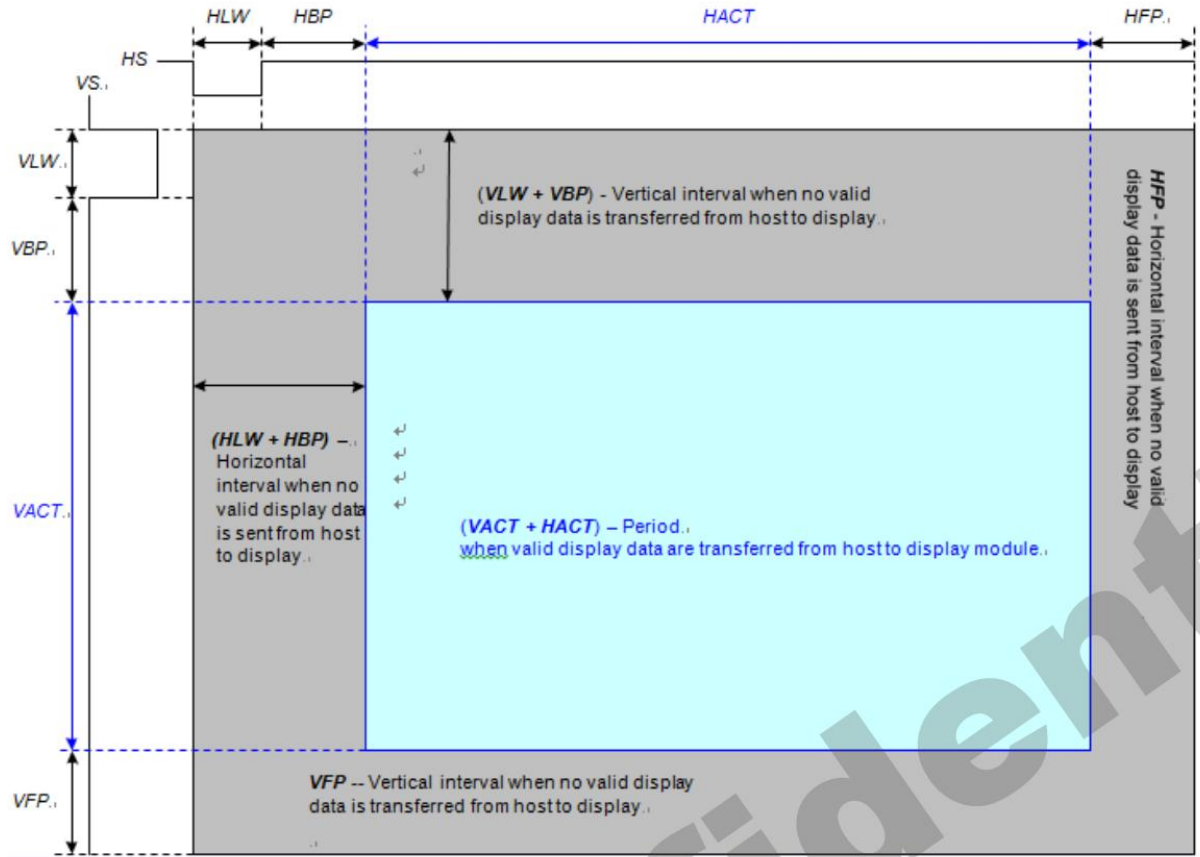 HLW HBP HACT HFP
HS
VS
VLW
(VLW + VBP) - Vertical interval when no valid
display data is transferred from host to display.
VBP
HFP - Horizontal interval when no valid
display data is sent from host to display
(HLW + HBP) –
Horizontal
interval when no
valid display data
is sent from host
to display.
VACT
(VACT + HACT) – Period
when valid display data are transferred from host to display module.
VFP -- Vertical interval when no valid display
data is transferred from host to display.
VFP